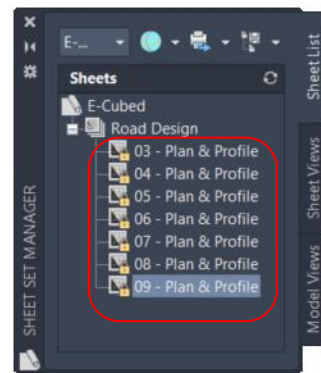 E-...
Sheets
E-Cubed
Road Design
03 - Plan & Profile
04 - Plan & Profile
05 - Plan & Profile
06 - Plan & Profile
07 - Plan & Profile
08 - Plan & Profile
09 - Plan & Profile
SHEET SET MANAGER
Sheet List
Sheet Views
Model Views